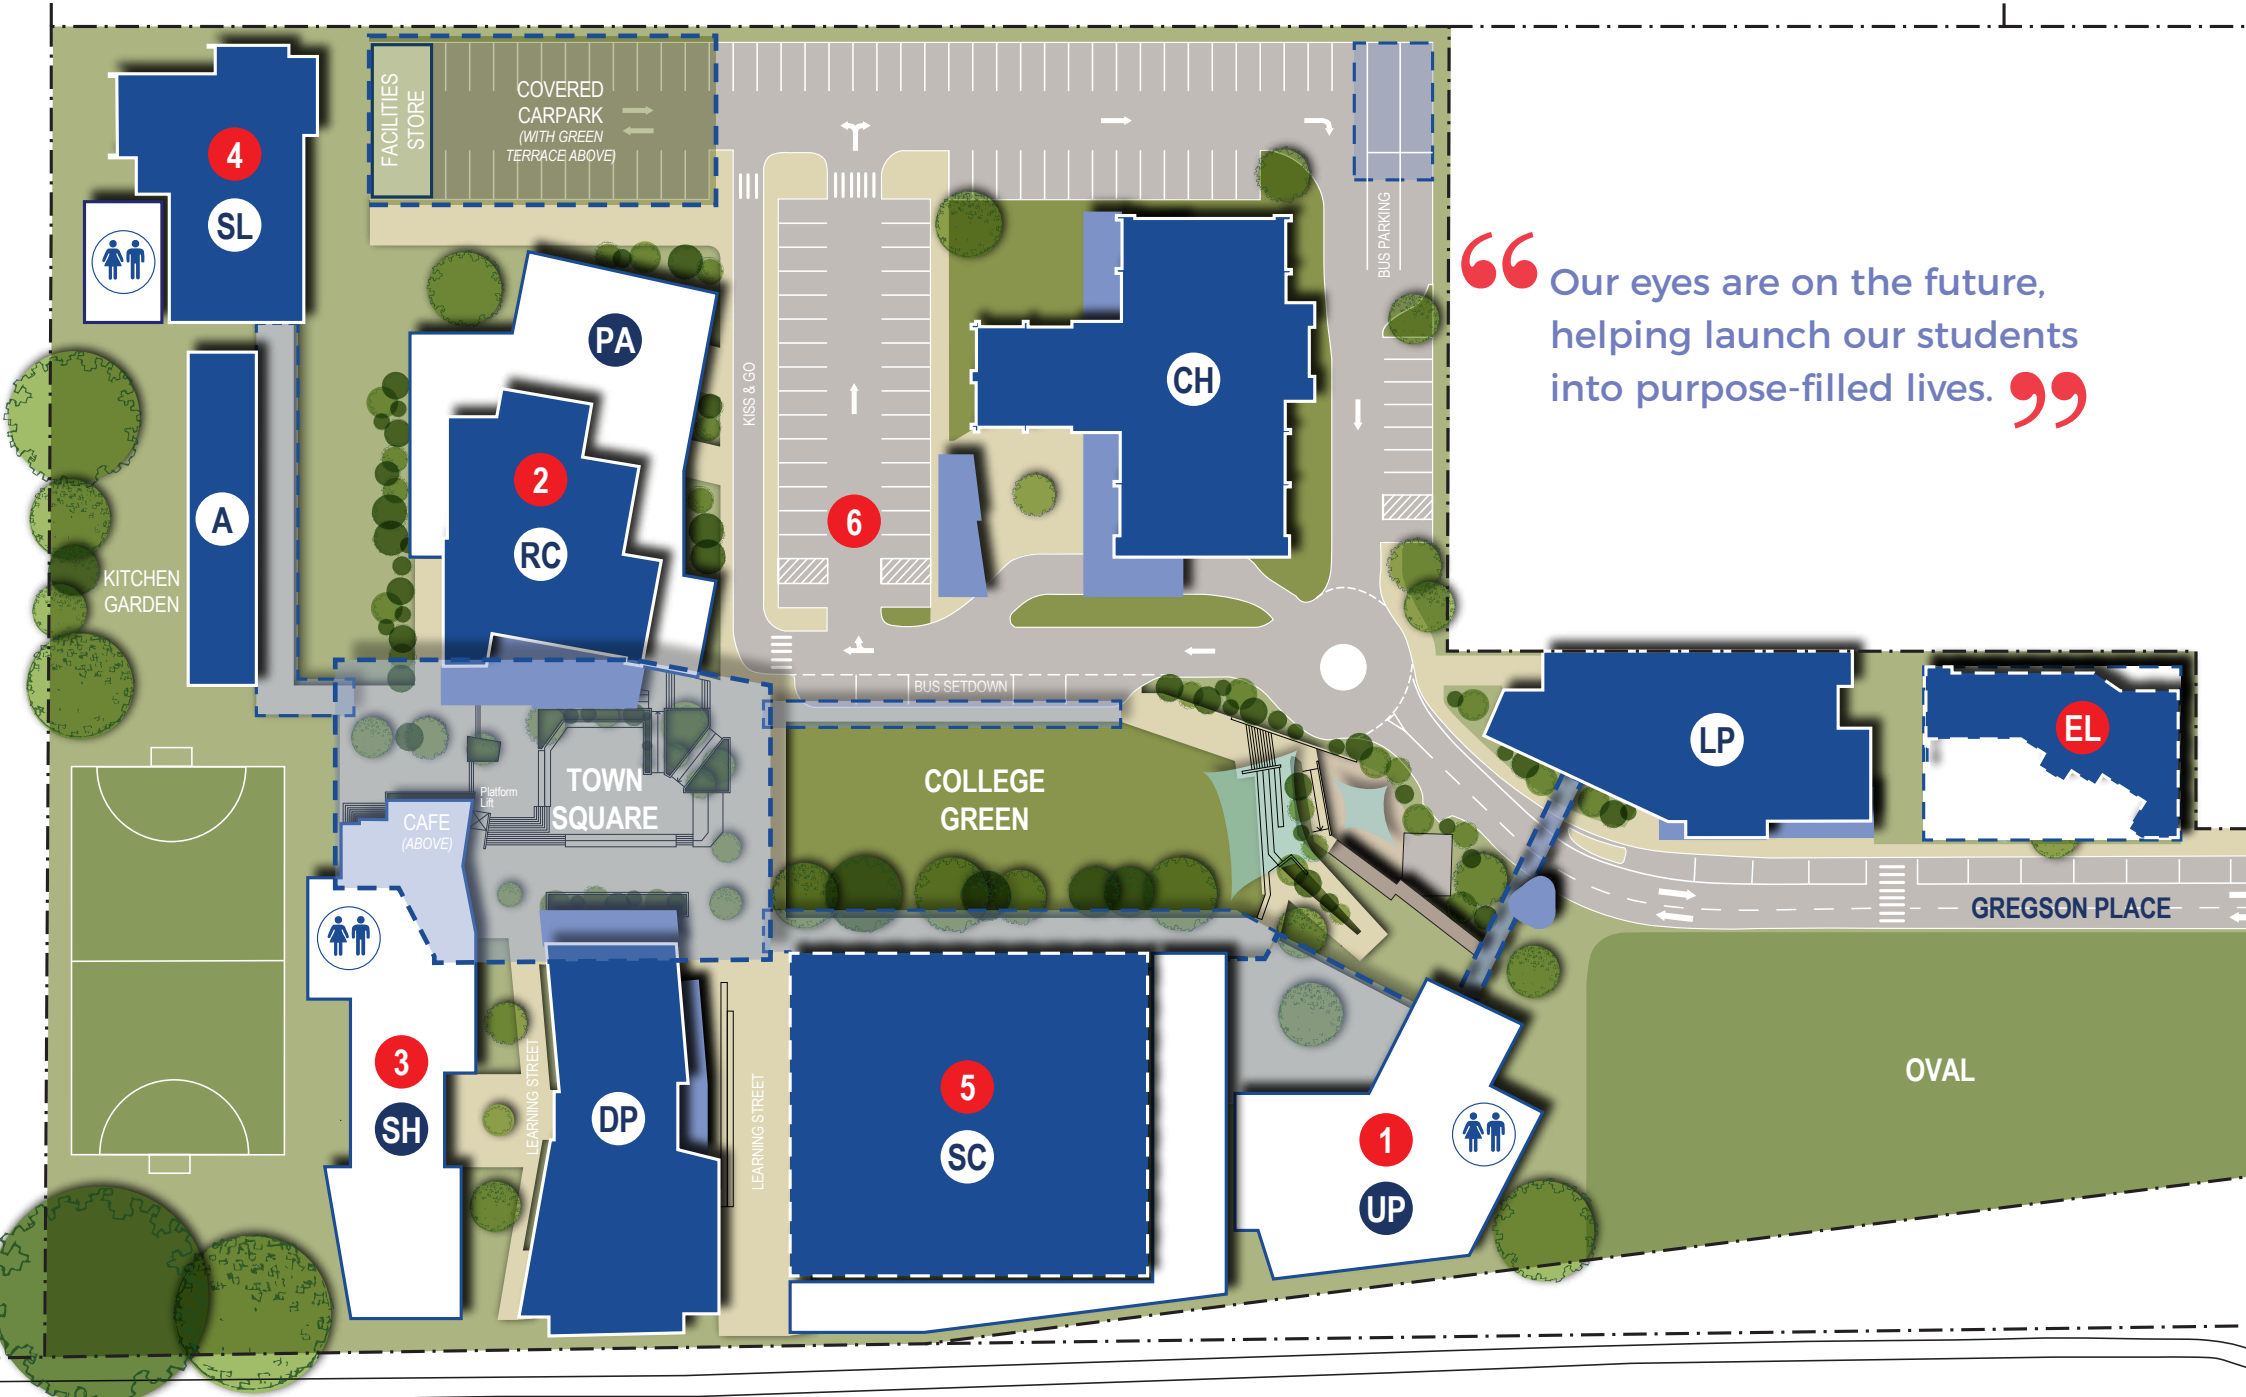 FACILITIES
STORE
COVERED
CARPARK
(WITH GREEN
TERRACE ABOVE)
4
SL
BUS PARKING
“Our eyes are on the future,
helping launch our students
into purpose-filled lives.”
PA
KISS & GO
CH
2
RC
6
A
KITCHEN
GARDEN
BUS SETDOWN
LP
EL
Platform
Lift
TOWN
SQUARE
COLLEGE
GREEN
CAFE
(ABOVE)
GREGSON PLACE
3
SH
LEARNING STREET
DP
LEARNING STREET
5
SC
1
UP
OVAL